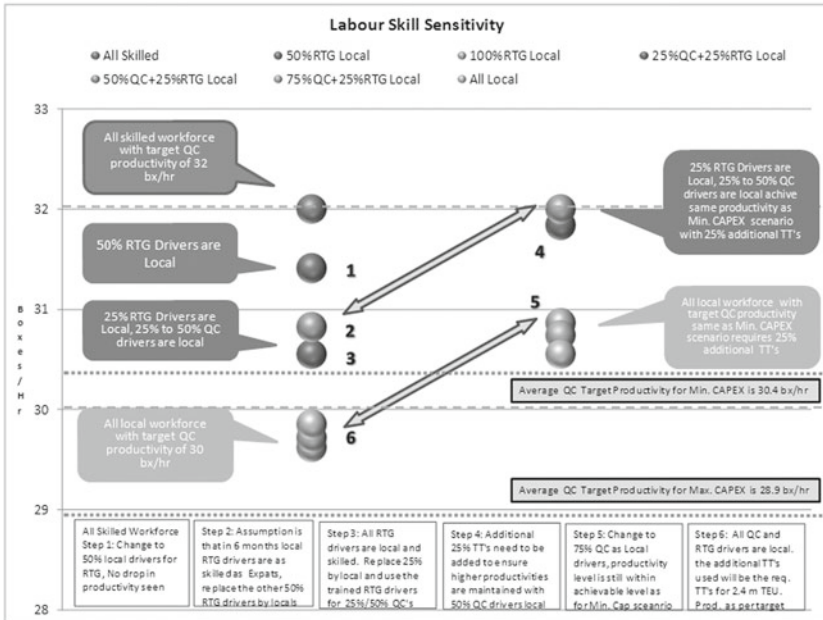 Labour Skill Sensitivity
All Skilled
50%RTG Local
100%RTG Local
25%QC+25%RTG Local
50%QC+25%RTG Local
75%QC+25%RTG Local
All Local
33
32
31
30
29
28
Boxes/Hr
All skilled workforce
with target QC
productivity of 32
bx/hr
50% RTG Drivers are
Local
25% RTG Drivers are
Local, 25% to 50% QC
drivers are local
All local workforce
with target QC
productivity of 30
bx/hr
1
2
3
6
4
5
25% RTG Drivers are
Local, 25% to 50% QC
drivers are local achive
same productivity as
Min. CAPEX scenario
with 25% additional TT's
All local workforce with
target QC productivity
same as Min. CAPEX
scenario requires 25%
additional TT's
Average QC Target Productivity for Min. CAPEX is 30.4 bx/hr
Average QC Target Productivity for Max. CAPEX is 28.9 bx/hr
All Skilled Workforce
Step 1: Change to
50% local drivers for
RTG, No drop in
productivity seen
Step 2: Assumption is
that in 6 months local
RTG drivers are as
skilled as Expats,
replace the other 50%
RTG drivers by locals
Step 3: All RTG
drivers are local and
skilled. Replace 25%
by local and use the
trained RTG drivers
for 25%/50% QC's
Step 4: Additional
25% TT's need to be
added to ensure
higher productivities
are maintained with
50% QC drivers local
Step 5: Change to
75% QC as Local
drivers, productivity
level is still within
achievable level as
for Min. Cap sceanrio
Step 6: All QC and
RTG drivers are local.
the additional TT's
used will be the req.
TT's for 2.4 m TEU.
Prod. as per target